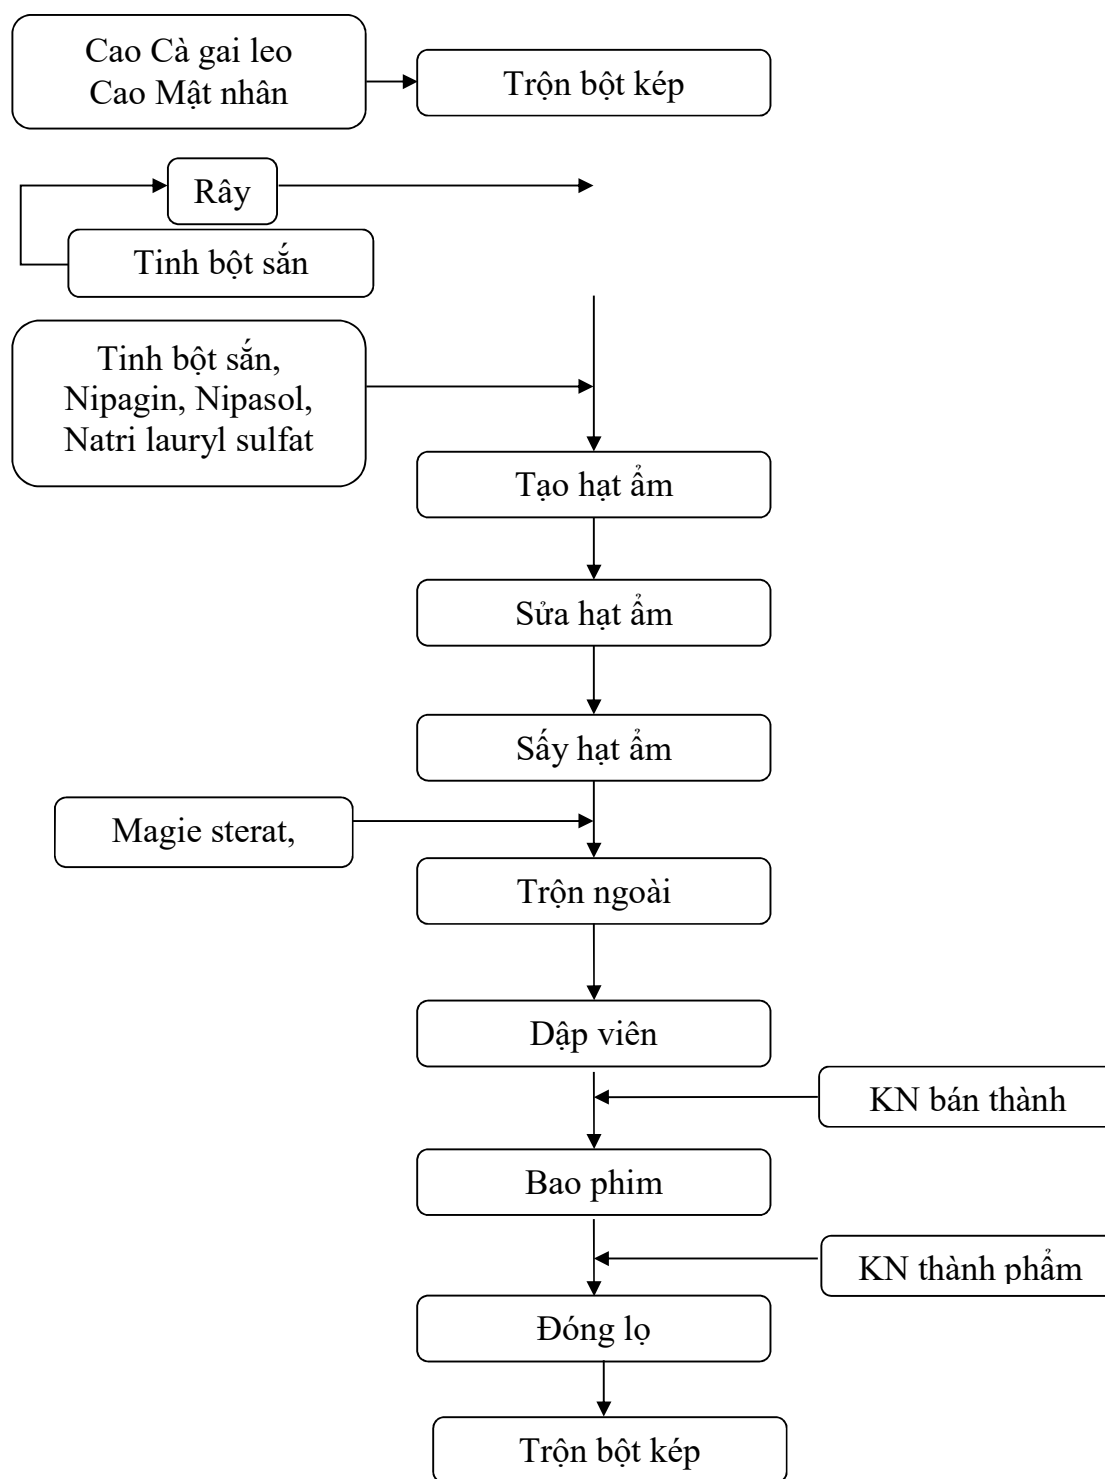 Cao Cà gai leo
Cao Mật nhân
Trộn bột kép
Rây
Tinh bột sắn
Tinh bột sắn,
Nipagin, Nipasol,
Natri lauryl sulfat
Tạo hạt ẩm
Sửa hạt ẩm
Sấy hạt ẩm
Magie sterat,
Trộn ngoài
Dập viên
KN bán thành
Bao phim
KN thành phẩm
Đóng lọ
Trộn bột kép